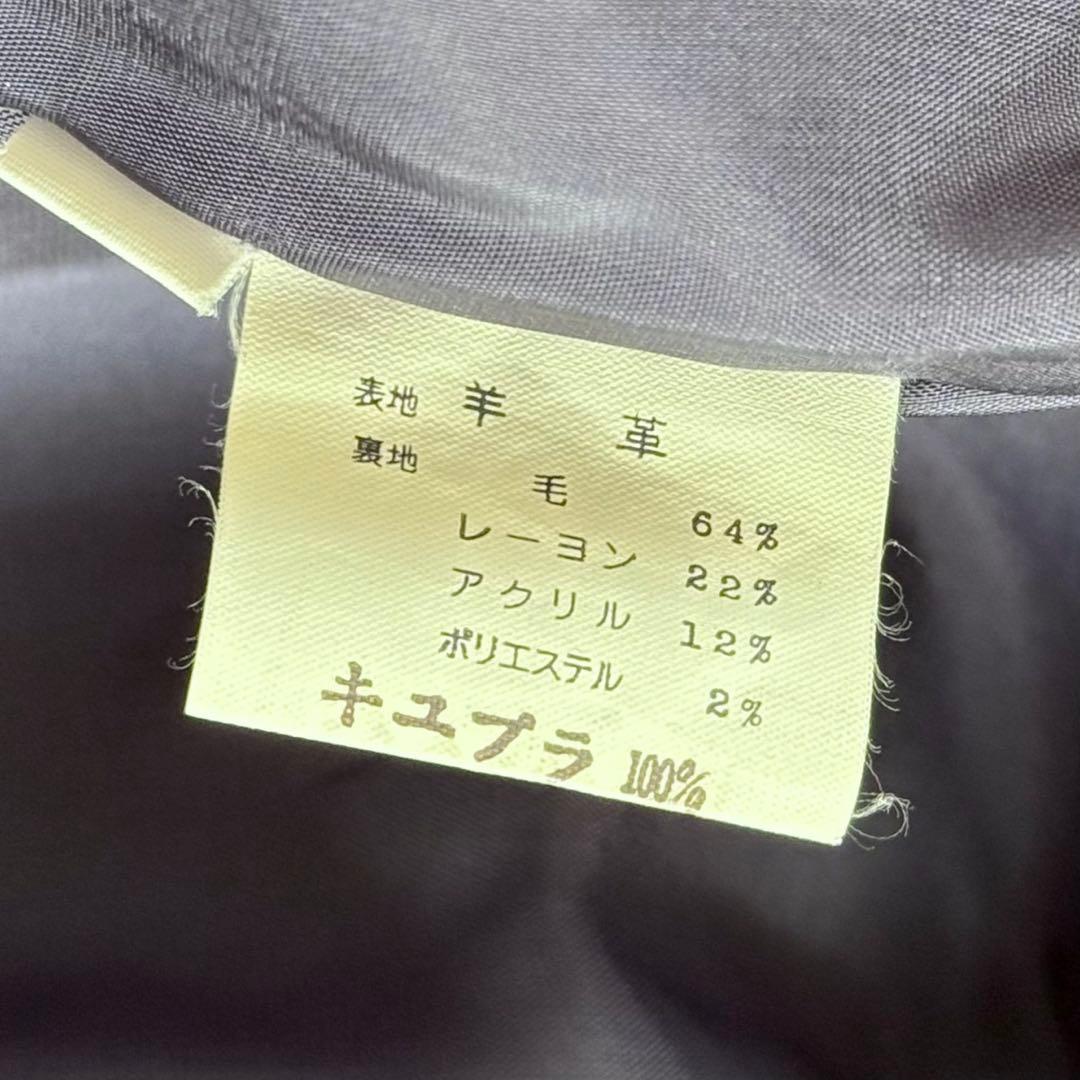 表地 羊 革
裏地
毛 64%
レーヨン 22%
アクリル 12%
ポリエステル 2%
キュプラ 100%